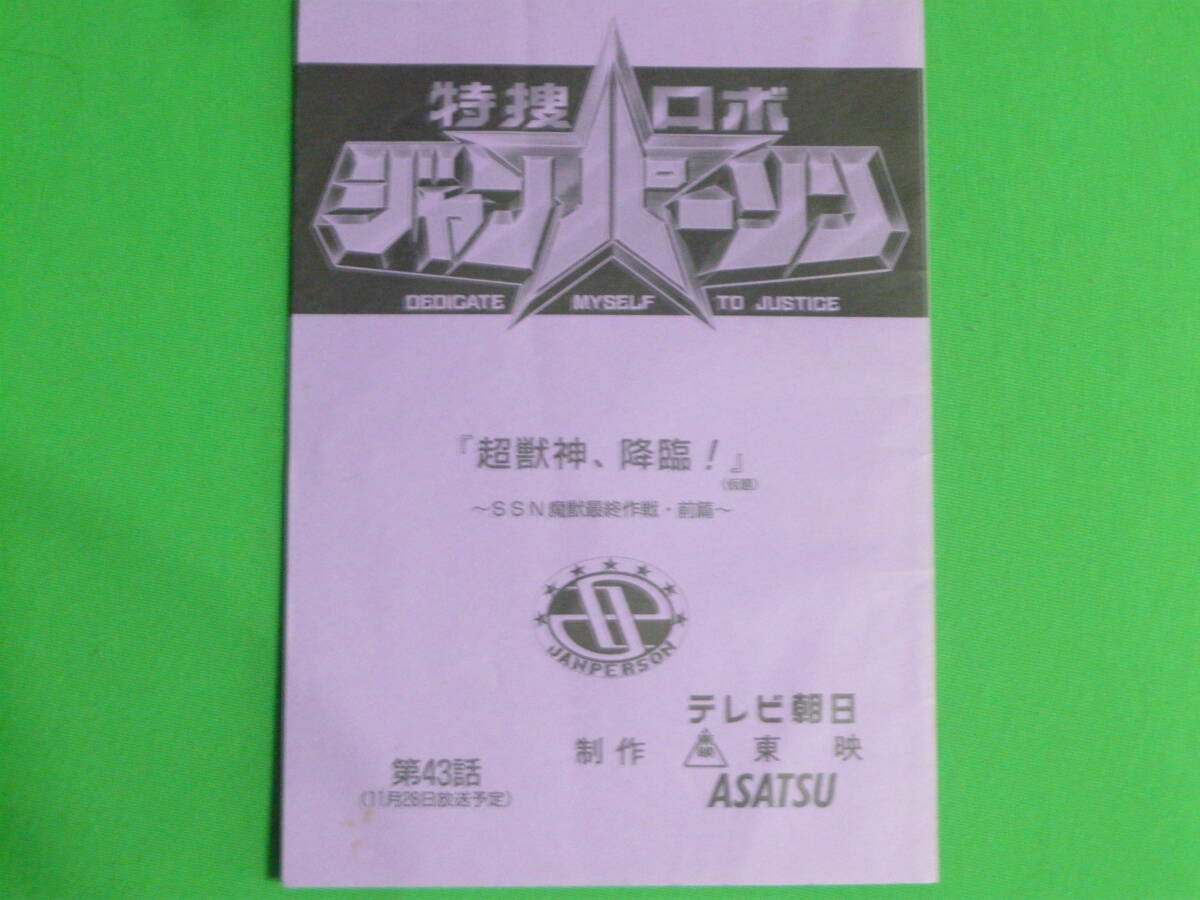 特捜ロボ
ジャンパーソン
DEDICATE MYSELF TO JUSTICE
『超獣神、降臨！』
(仮題)
～SSN魔獣最終作戦・前篇～
JANPERSON
テレビ朝日
制作 東映
ASATSU
第43話
(11月28日放送予定)